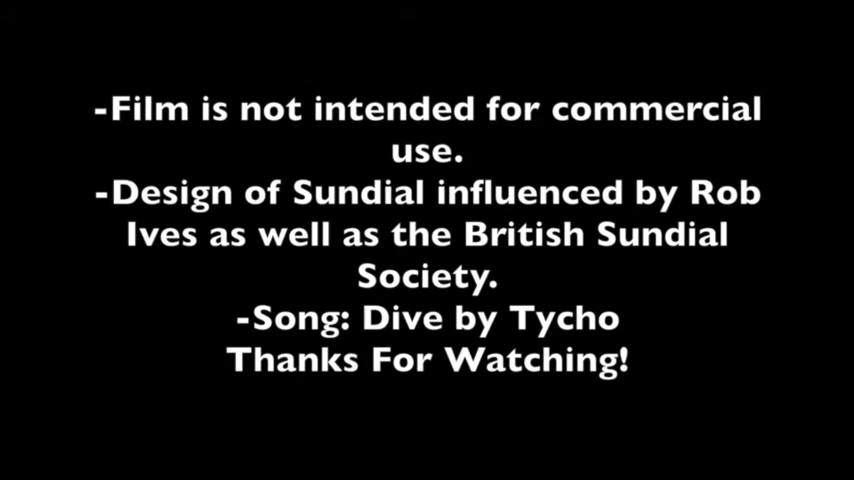 -Film is not intended for commercial
use.
-Design of Sundial influenced by Rob
Ives as well as the British Sundial
Society.
-Song: Dive by Tycho
Thanks For Watching!